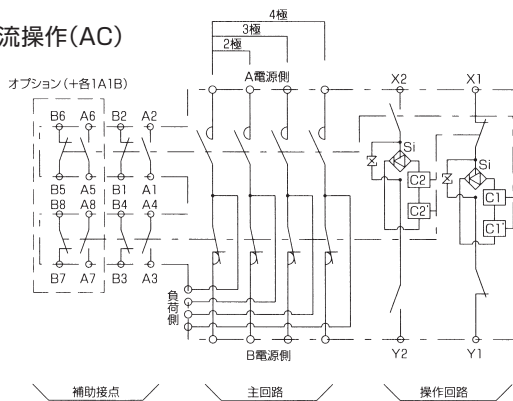 流操作(AC)
4極
3極
2極
A電源側
X2 X1
オプション(+各1A1B)
B6 A6 B2 A2
Si
Si
C2
C2'
C1
C1'
B5 A5 B1 A1
B8 A8 B4 A4
B7 A7 B3 A3
負荷側
B電源側
Y2 Y1
補助接点 主回路 操作回路